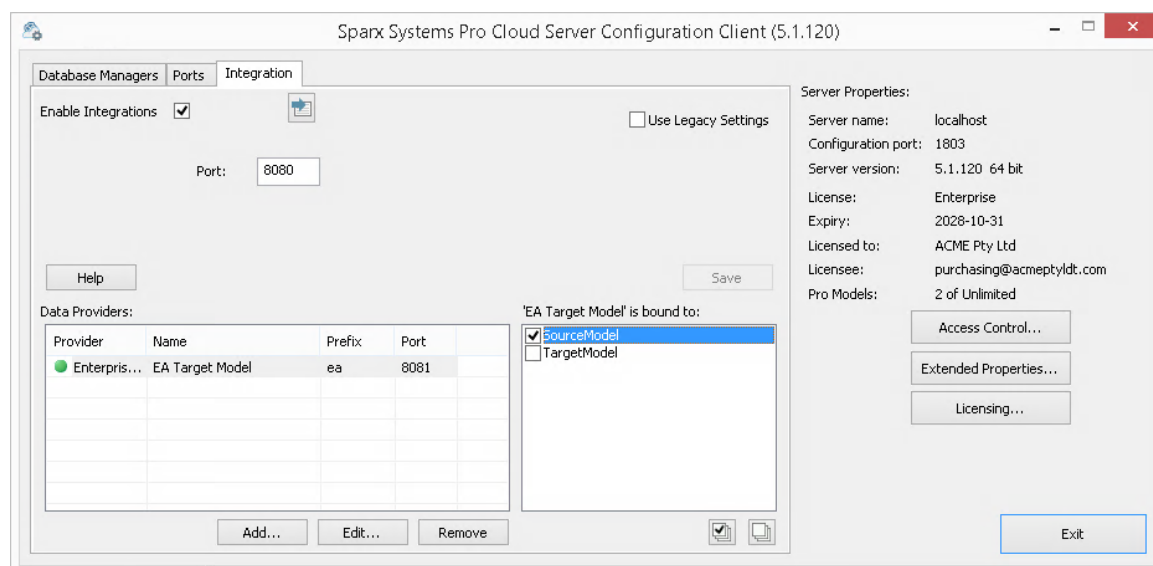 Sparx Systems Pro Cloud Server Configuration Client (5.1.120)
Database Managers Ports Integration
Enable Integrations
Use Legacy Settings
Port: 8080
Help
Save
Data Providers:
Provider Name Prefix Port
Enterpris... EA Target Model ea 8081
Add... Edit... Remove
'EA Target Model' is bound to:
SourceModel
TargetModel
Server Properties:
Server name: localhost
Configuration port: 1803
Server version: 5.1.120 64 bit
License: Enterprise
Expiry: 2028-10-31
Licensed to: ACME Pty Ltd
Licensee: purchasing@acmeptyldt.com
Pro Models: 2 of Unlimited
Access Control...
Extended Properties...
Licensing...
Exit